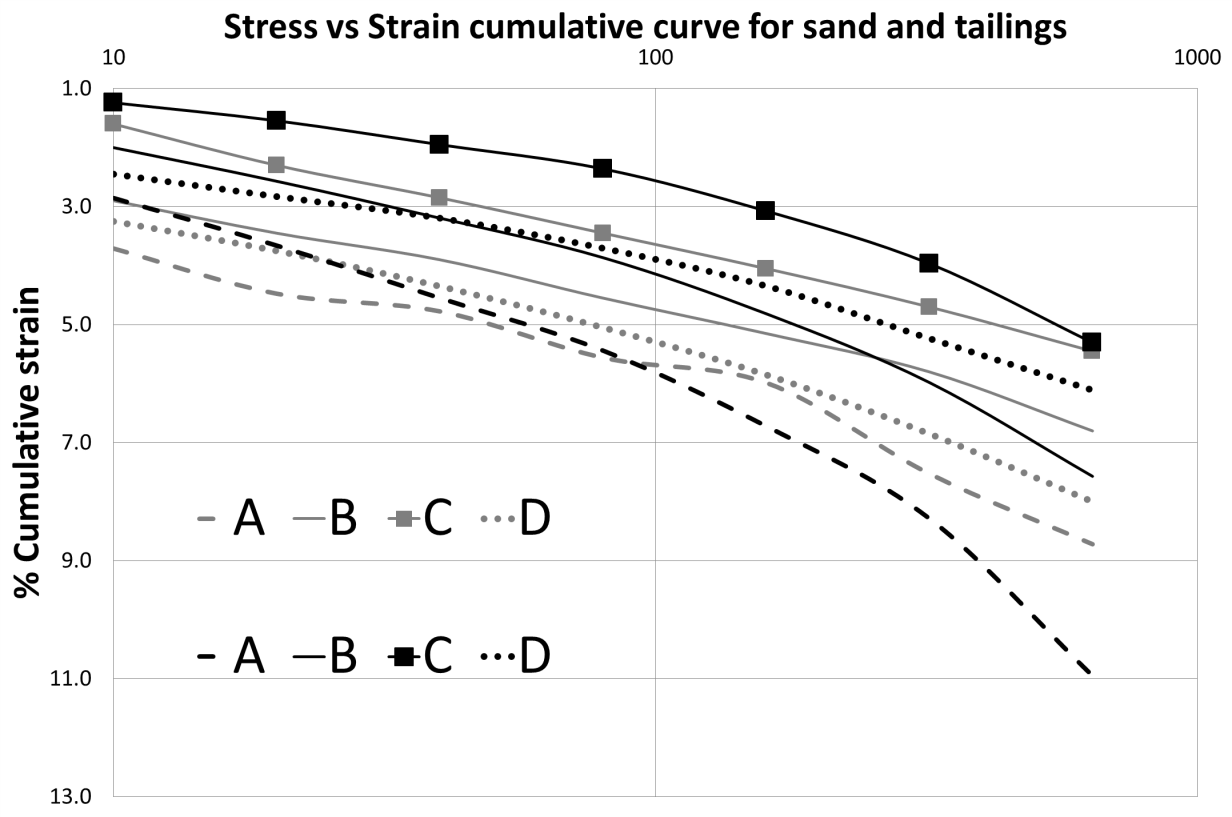 Stress vs Strain cumulative curve for sand and tailings
10 100 1000
1.0
3.0
5.0
7.0
9.0
11.0
13.0
% Cumulative strain
A B C D
A B C D